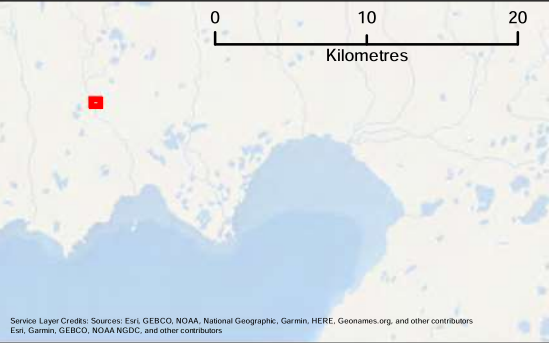 0 10 20
Kilometres
Service Layer Credits: Sources: Esri, GEBCO, NOAA, National Geographic, Garmin, HERE, Geonames.org, and other contributors
Esri, Garmin, GEBCO, NOAA NGDC, and other contributors